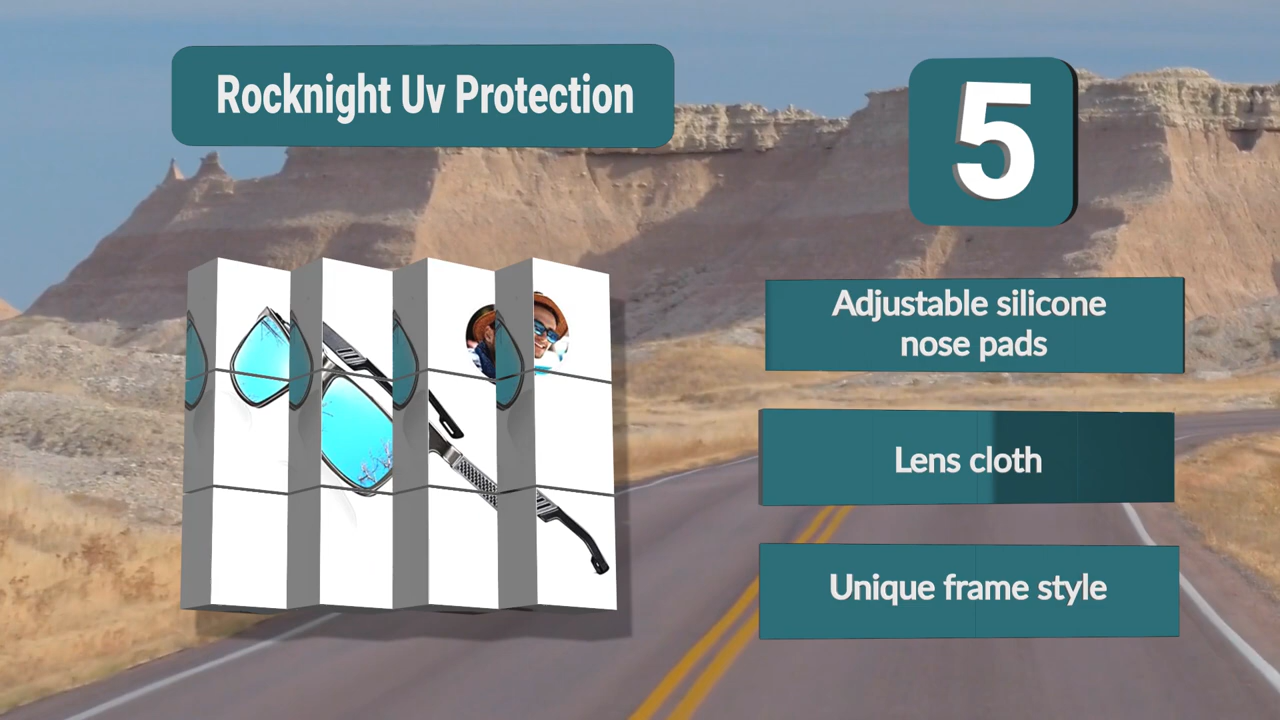 Rocknight Uv Protection
5
Adjustable silicone
nose pads
Lens cloth
Unique frame style